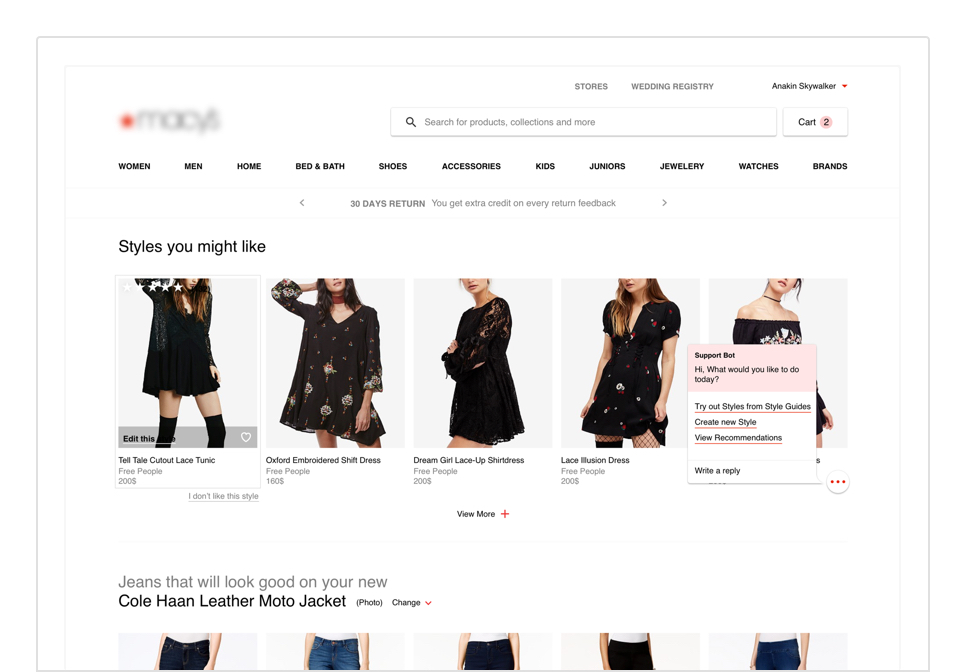 STORES WEDDING REGISTRY Anakin Skywalker
macy's
Search for products, collections and more
Cart 2
WOMEN MEN HOME BED & BATH SHOES ACCESSORIES KIDS JUNIORS JEWELERY WATCHES BRANDS
30 DAYS RETURN You get extra credit on every return feedback
Styles you might like
Edit this
Tell Tale Cutout Lace Tunic
Free People
200$
I don't like this style
Oxford Embroidered Shift Dress
Free People
160$
Dream Girl Lace-Up Shirtdress
Free People
200$
Lace Illusion Dress
Free People
200$
Support Bot
Hi, What would you like to do
today?
Try out Styles from Style Guides
Create new Style
View Recommendations
Write a reply
View More
Jeans that will look good on your new
Cole Haan Leather Moto Jacket (Photo) Change